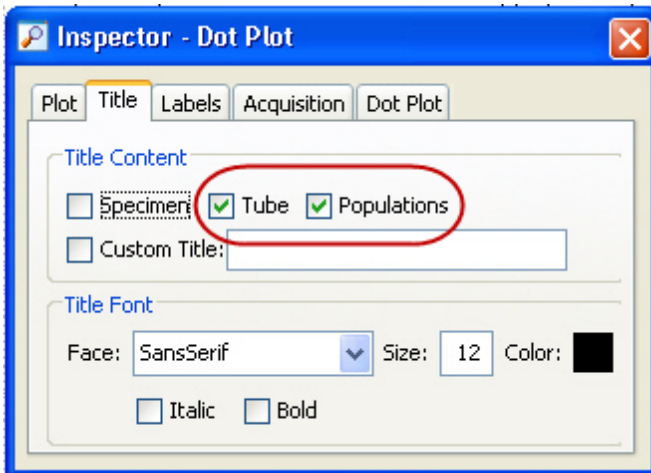 Inspector - Dot Plot
Plot Title Labels Acquisition Dot Plot
Title Content
Specimen Tube Populations
Custom Title:
Title Font
Face: SansSerif Size: 12 Color:
Italic Bold